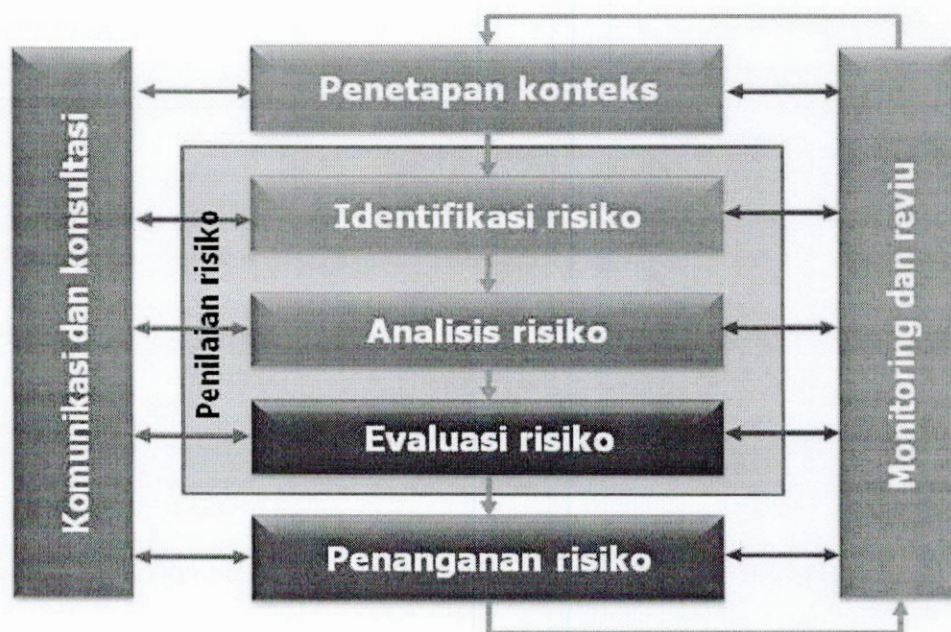 Komunikasi dan konsultasi
Penetapan konteks
Penilaian risiko
Identifikasi risiko
Analisis risiko
Evaluasi risiko
Penanganan risiko
Monitoring dan reviu